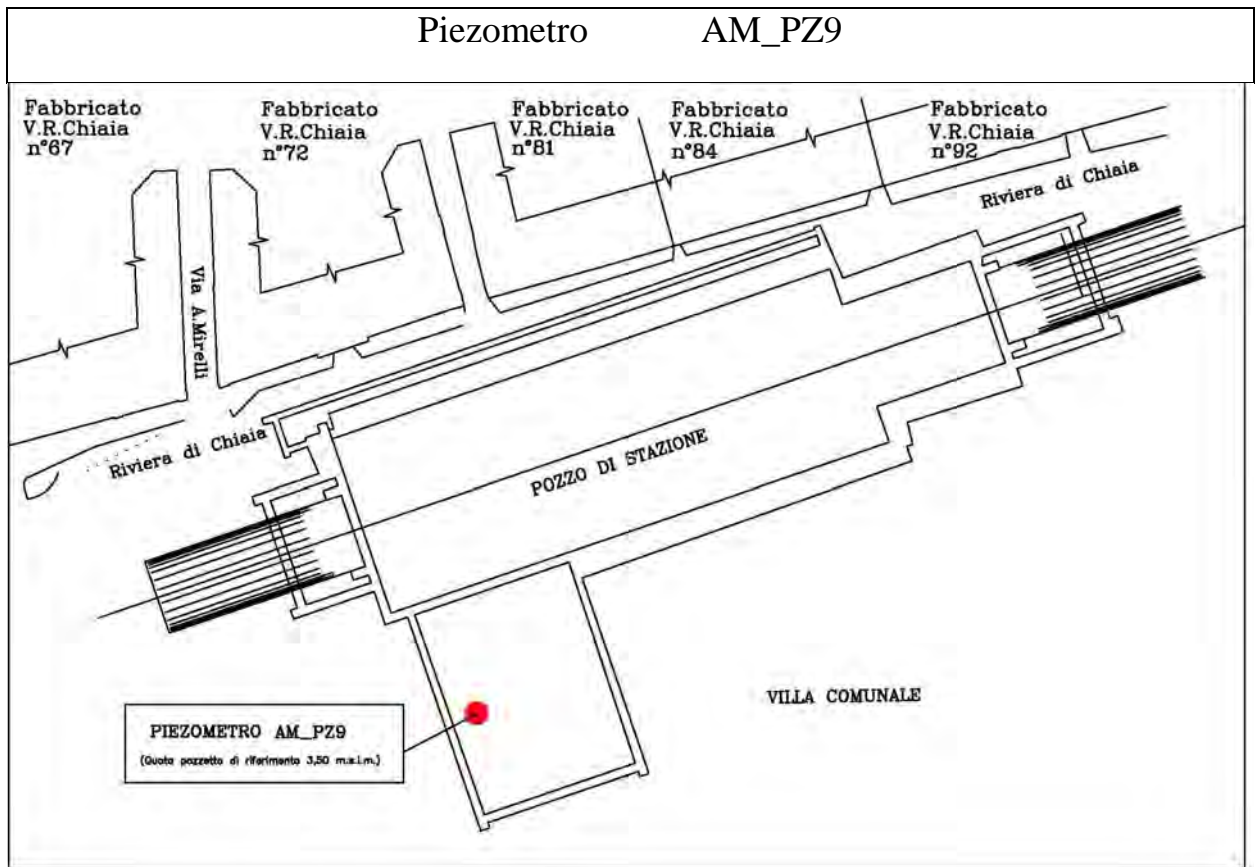 Piezometro AM_PZ9
Fabbricato
V.R.Chiaia
n°67
Fabbricato
V.R.Chiaia
n°72
Fabbricato
V.R.Chiaia
n°81
Fabbricato
V.R.Chiaia
n°84
Fabbricato
V.R.Chiaia
n°92
Riviera di Chiaia
Via A.Mirelli
Riviera di Chiaia
POZZO DI STAZIONE
VILLA COMUNALE
PIEZOMETRO AM_PZ9
(Quota pozzetto di riferimento 3,50 m.s.l.m.)